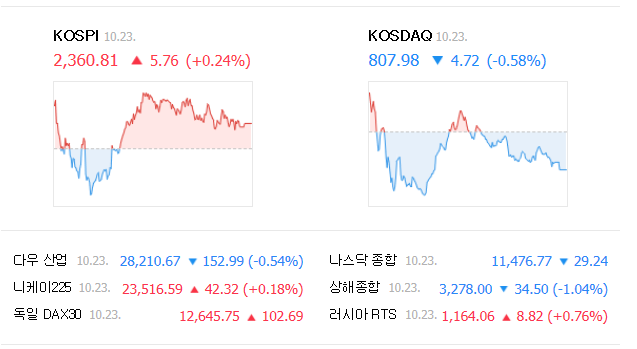 KOSPI 10.23.
2,360.81 ▲ 5.76 (+0.24%)
KOSDAQ 10.23.
807.98 ▼ 4.72 (-0.58%)
다우 산업 10.23. 28,210.67 ▼ 152.99 (-0.54%)
나스닥 종합 10.23. 11,476.77 ▼ 29.24
니케이225 10.23. 23,516.59 ▲ 42.32 (+0.18%)
상해종합 10.23. 3,278.00 ▼ 34.50 (-1.04%)
독일 DAX30 10.23. 12,645.75 ▲ 102.69
러시아 RTS 10.23. 1,164.06 ▲ 8.82 (+0.76%)